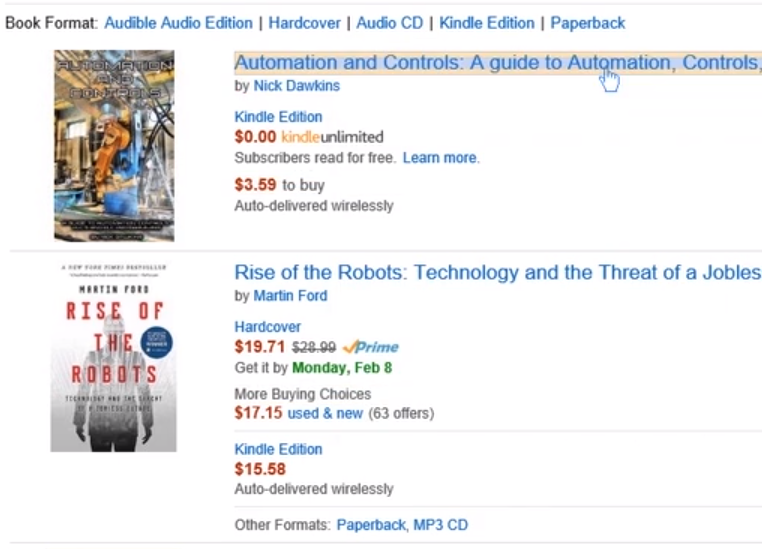 Book Format: Audible Audio Edition | Hardcover | Audio CD | Kindle Edition | Paperback
AUTOMATION
AND
CONTROLS
Automation and Controls: A guide to Automation, Controls,
by Nick Dawkins
Kindle Edition
$0.00 kindleunlimited
Subscribers read for free. Learn more.
$3.59 to buy
Auto-delivered wirelessly
A NEW YORK TIMES BESTSELLER
MARTIN FORD
RISE OF
THE
ROBOTS
TECHNOLOGY AND THE THREAT
OF A JOBLESS FUTURE
Rise of the Robots: Technology and the Threat of a Jobles
by Martin Ford
Hardcover
$19.71 $28.99 Prime
Get it by Monday, Feb 8
More Buying Choices
$17.15 used & new (63 offers)
Kindle Edition
$15.58
Auto-delivered wirelessly
Other Formats: Paperback, MP3 CD